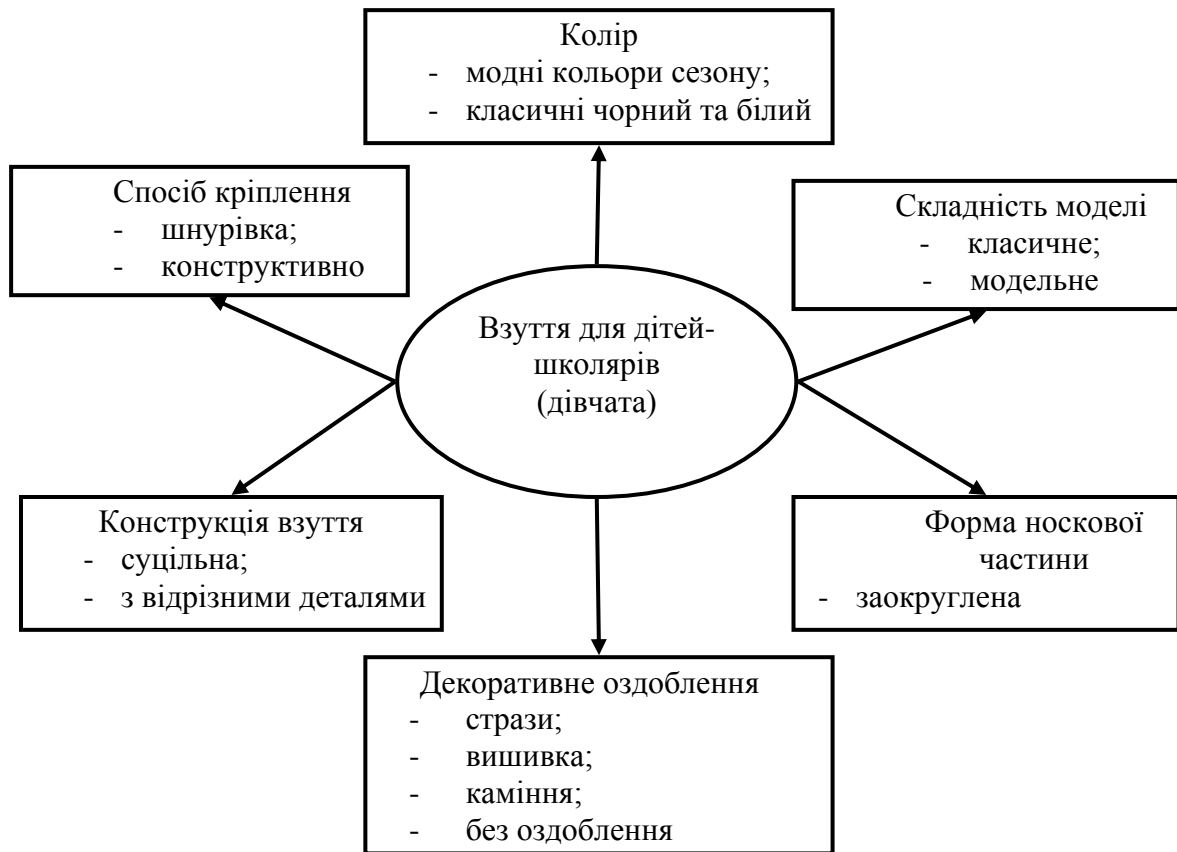 Колір
- модні кольори сезону;
- класичні чорний та білий
Спосіб кріплення
- шнурівка;
- конструктивно
Складність моделі
- класичне;
- модельне
Взуття для дітей-
школярів
(дівчата)
Конструкція взуття
- суцільна;
- з відрізними деталями
Форма носкової
частини
- заокруглена
Декоративне оздоблення
- стрази;
- вишивка;
- каміння;
- без оздоблення